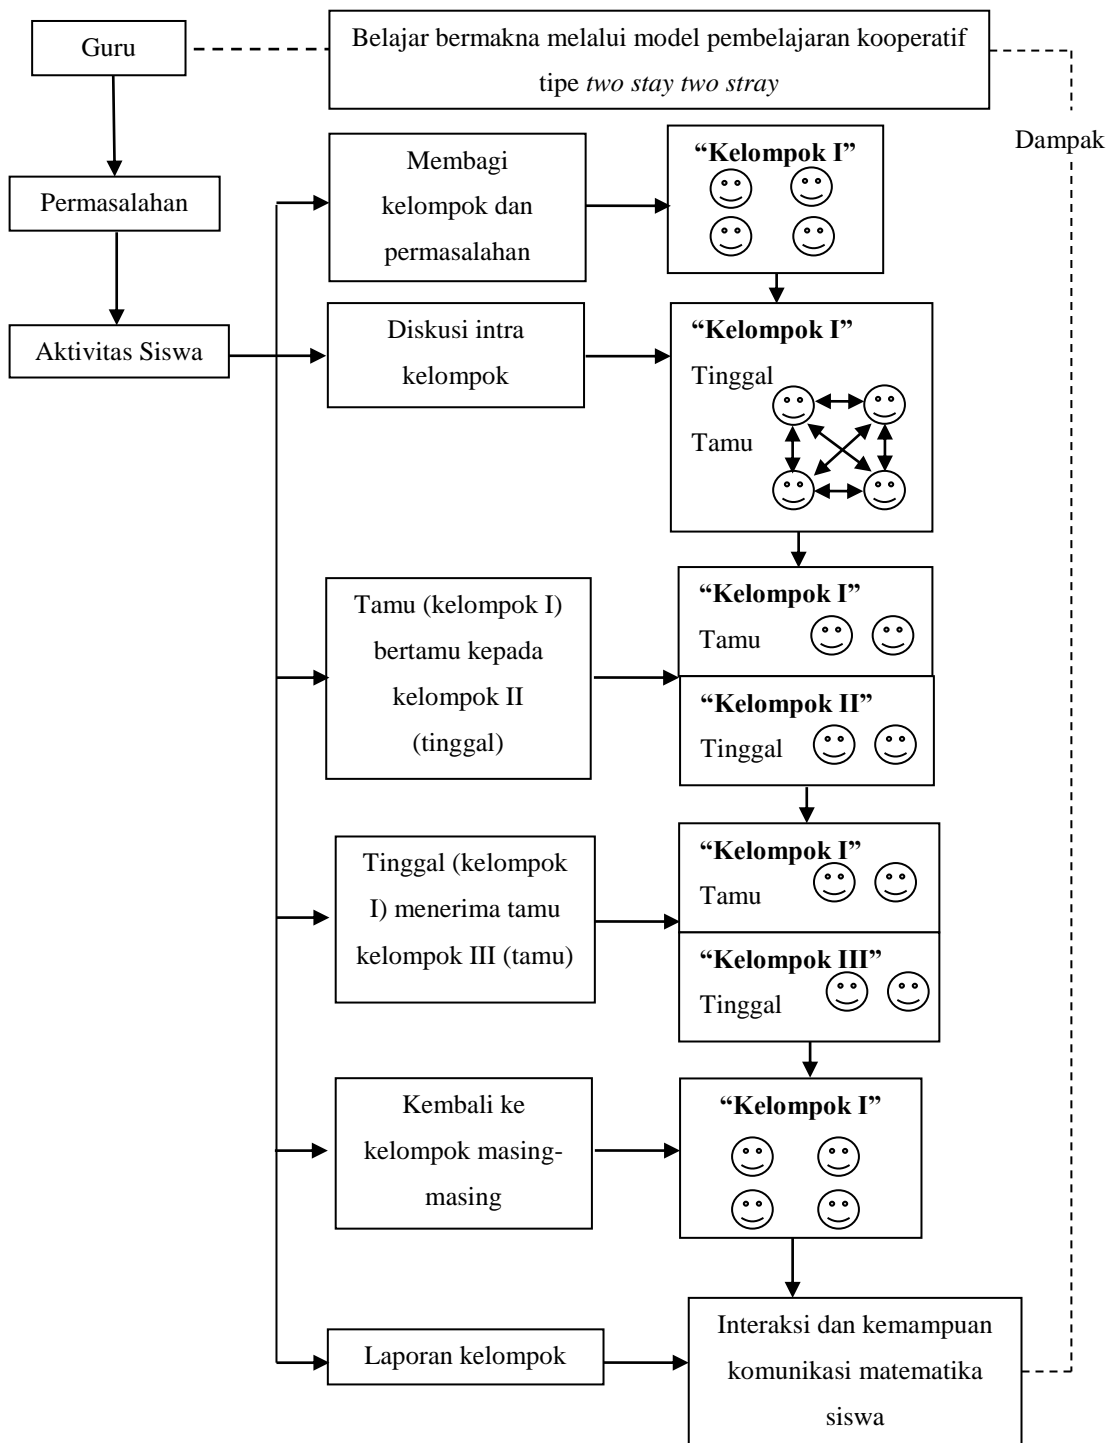 Guru
Belajar bermakna melalui model pembelajaran kooperatif
tipe two stay two stray
Dampak
Permasalahan
Aktivitas Siswa
Membagi
kelompok dan
permasalahan
“Kelompok I”
Diskusi intra
kelompok
“Kelompok I”
Tinggal
Tamu
Tamu (kelompok I)
bertamu kepada
kelompok II
(tinggal)
“Kelompok I”
Tamu
“Kelompok II”
Tinggal
Tinggal (kelompok
I) menerima tamu
kelompok III (tamu)
“Kelompok I”
Tamu
“Kelompok III”
Tinggal
Kembali ke
kelompok masing-
masing
“Kelompok I”
Laporan kelompok
Interaksi dan kemampuan
komunikasi matematika
siswa